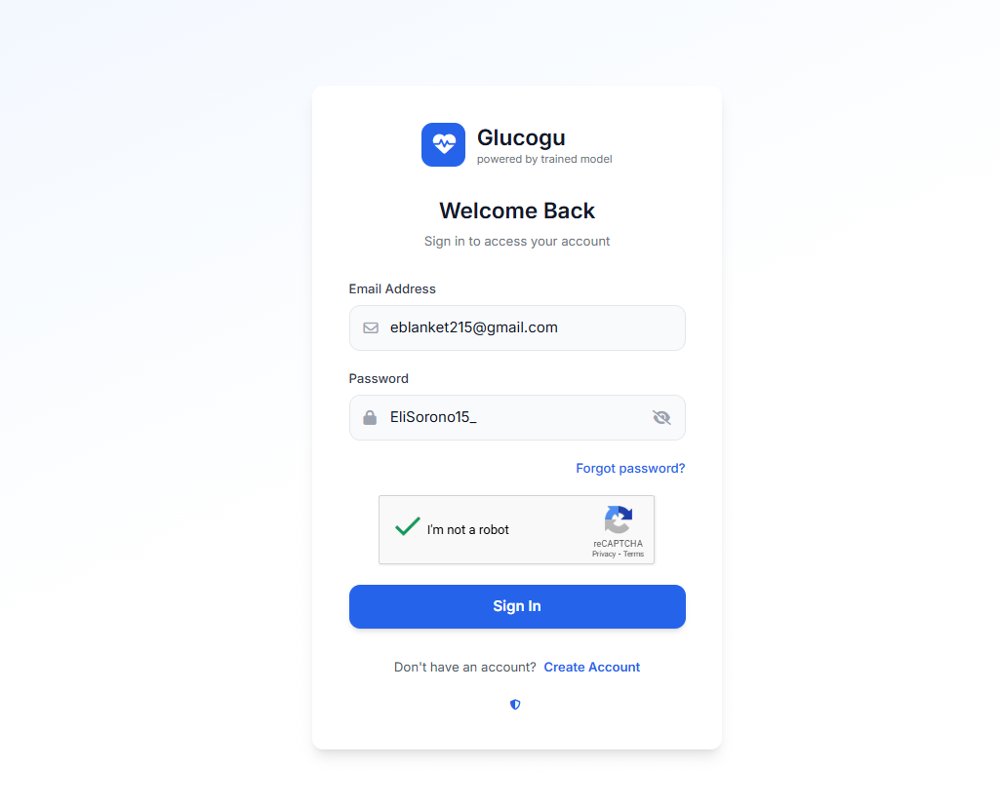 Glucogu
powered by trained model
Welcome Back
Sign in to access your account
Email Address
eblanket215@gmail.com
Password
EliSorono15_
Forgot password?
I'm not a robot
reCAPTCHA
Privacy - Terms
Sign In
Don't have an account? Create Account